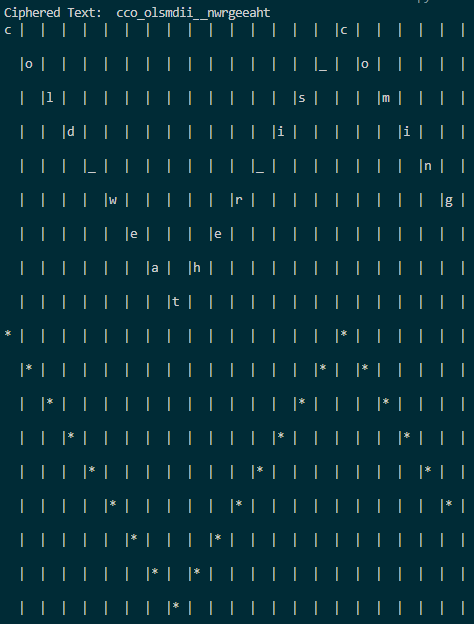 Ciphered Text:  cco_olsmdii__nwrgeeaht
c |  |  |  |  |  |  |  |  |  |  |  |  |  |  |  |c |  |  |  |  |  |
  |o |  |  |  |  |  |  |  |  |  |  |  |  |  |_ |  |o |  |  |  |  |
  |  |l |  |  |  |  |  |  |  |  |  |  |  |s |  |  |  |m |  |  |  |
  |  |  |d |  |  |  |  |  |  |  |  |  |i |  |  |  |  |  |i |  |  |
  |  |  |  |_ |  |  |  |  |  |  |  |_ |  |  |  |  |  |  |  |n |  |
  |  |  |  |  |w |  |  |  |  |  |r |  |  |  |  |  |  |  |  |  |g |
  |  |  |  |  |  |e |  |  |  |e |  |  |  |  |  |  |  |  |  |  |  |
  |  |  |  |  |  |  |a |  |h |  |  |  |  |  |  |  |  |  |  |  |  |
  |  |  |  |  |  |  |  |t |  |  |  |  |  |  |  |  |  |  |  |  |  |
* |  |  |  |  |  |  |  |  |  |  |  |  |  |  |  |* |  |  |  |  |  |
  |* |  |  |  |  |  |  |  |  |  |  |  |  |  |* |  |* |  |  |  |  |
  |  |* |  |  |  |  |  |  |  |  |  |  |  |* |  |  |  |* |  |  |  |
  |  |  |* |  |  |  |  |  |  |  |  |  |* |  |  |  |  |  |* |  |  |
  |  |  |  |* |  |  |  |  |  |  |  |* |  |  |  |  |  |  |  |* |  |
  |  |  |  |  |* |  |  |  |  |  |* |  |  |  |  |  |  |  |  |  |* |
  |  |  |  |  |  |* |  |  |  |* |  |  |  |  |  |  |  |  |  |  |  |
  |  |  |  |  |  |  |* |  |* |  |  |  |  |  |  |  |  |  |  |  |  |
  |  |  |  |  |  |  |  |* |  |  |  |  |  |  |  |  |  |  |  |  |  |